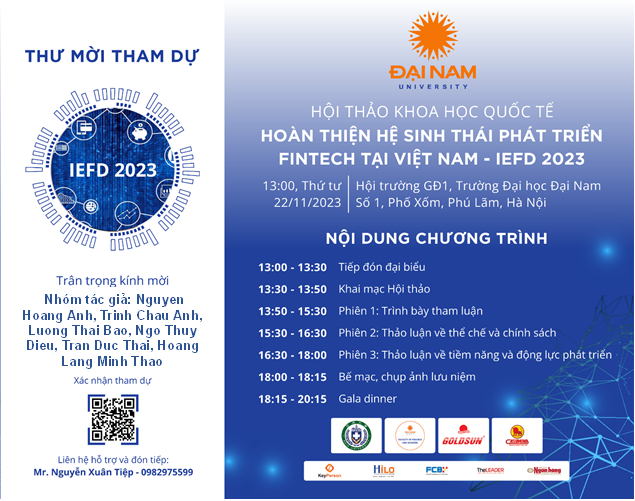 THƯ MỜI THAM DỰ
IEFD 2023
Trân trọng kính mời
Nhóm tác giả: Nguyen
Hoang Anh, Trinh Chau Anh,
Luong Thai Bao, Ngo Thuy
Dieu, Tran Duc Thai, Hoang
Lang Minh Thao
Xác nhận tham dự
Liên hệ hỗ trợ và đón tiếp:
Mr. Nguyễn Xuân Tiệp - 0982975599
ĐẠI NAM
UNIVERSITY
HỘI THẢO KHOA HỌC QUỐC TẾ
HOÀN THIỆN HỆ SINH THÁI PHÁT TRIỂN
FINTECH TẠI VIỆT NAM - IEFD 2023
13:00, Thứ tư
22/11/2023
Hội trường GĐ1, Trường Đại học Đại Nam
Số 1, Phố Xốm, Phú Lãm, Hà Nội
NỘI DUNG CHƯƠNG TRÌNH
13:00 - 13:30 Tiếp đón đại biểu
13:30 - 13:50 Khai mạc Hội thảo
13:50 - 15:30 Phiên 1: Trình bày tham luận
15:30 - 16:30 Phiên 2: Thảo luận về thể chế và chính sách
16:30 - 18:00 Phiên 3: Thảo luận về tiềm năng và động lực phát triển
18:00 - 18:15 Bế mạc, chụp ảnh lưu niệm
18:15 - 20:15 Gala dinner
GOLDSUN
KeyPerson
HiLO
FCB
THELEADER
Ngân hàng